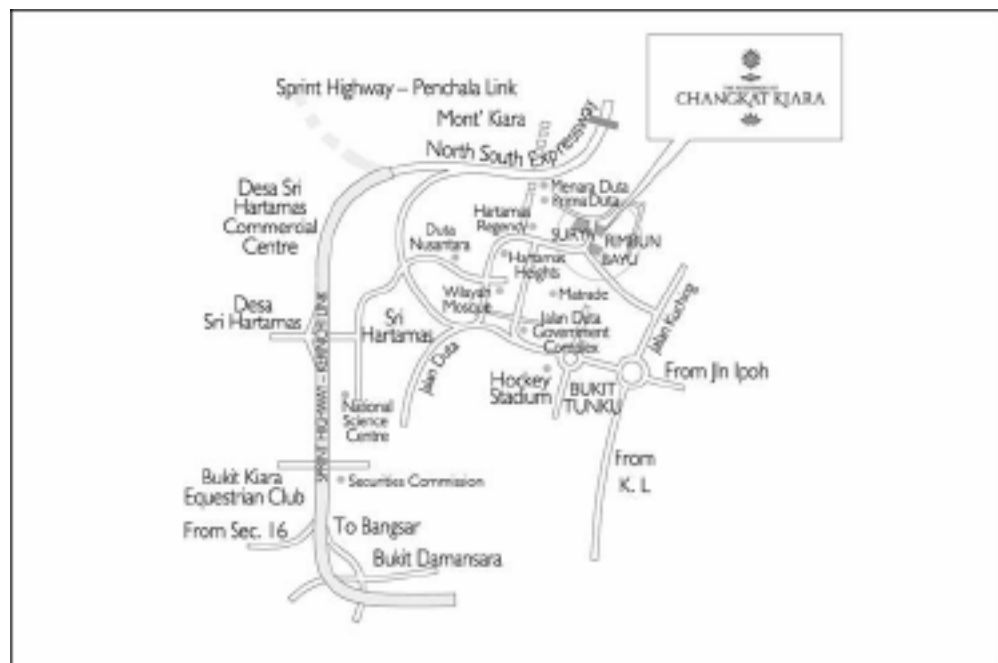 Sprint Highway – Penchala Link
CHANGKAT KIARA
Mont' Kiara
North South Expressway
Desa Sri
Hartamas
Commercial
Centre
Menara Duta
Prima Duta
Hartamas
Regency
Duta
Nusantara
SURYA
RIMBUN
BAYU
Hartamas
Heights
Wilayah
Mosque
Matrade
Desa
Sri Hartamas
Sri
Hartamas
Jalan Duta
Government
Complex
Jalan Kuching
Jalan Duta
SPRINT HIGHWAY – KERINCHI LINK
Hockey
Stadium
BUKIT
TUNKU
From Jln Ipoh
National
Science
Centre
From
K. L
Bukit Kiara
Equestrian Club
Securities Commission
From Sec. 16
To Bangsar
Bukit Damansara